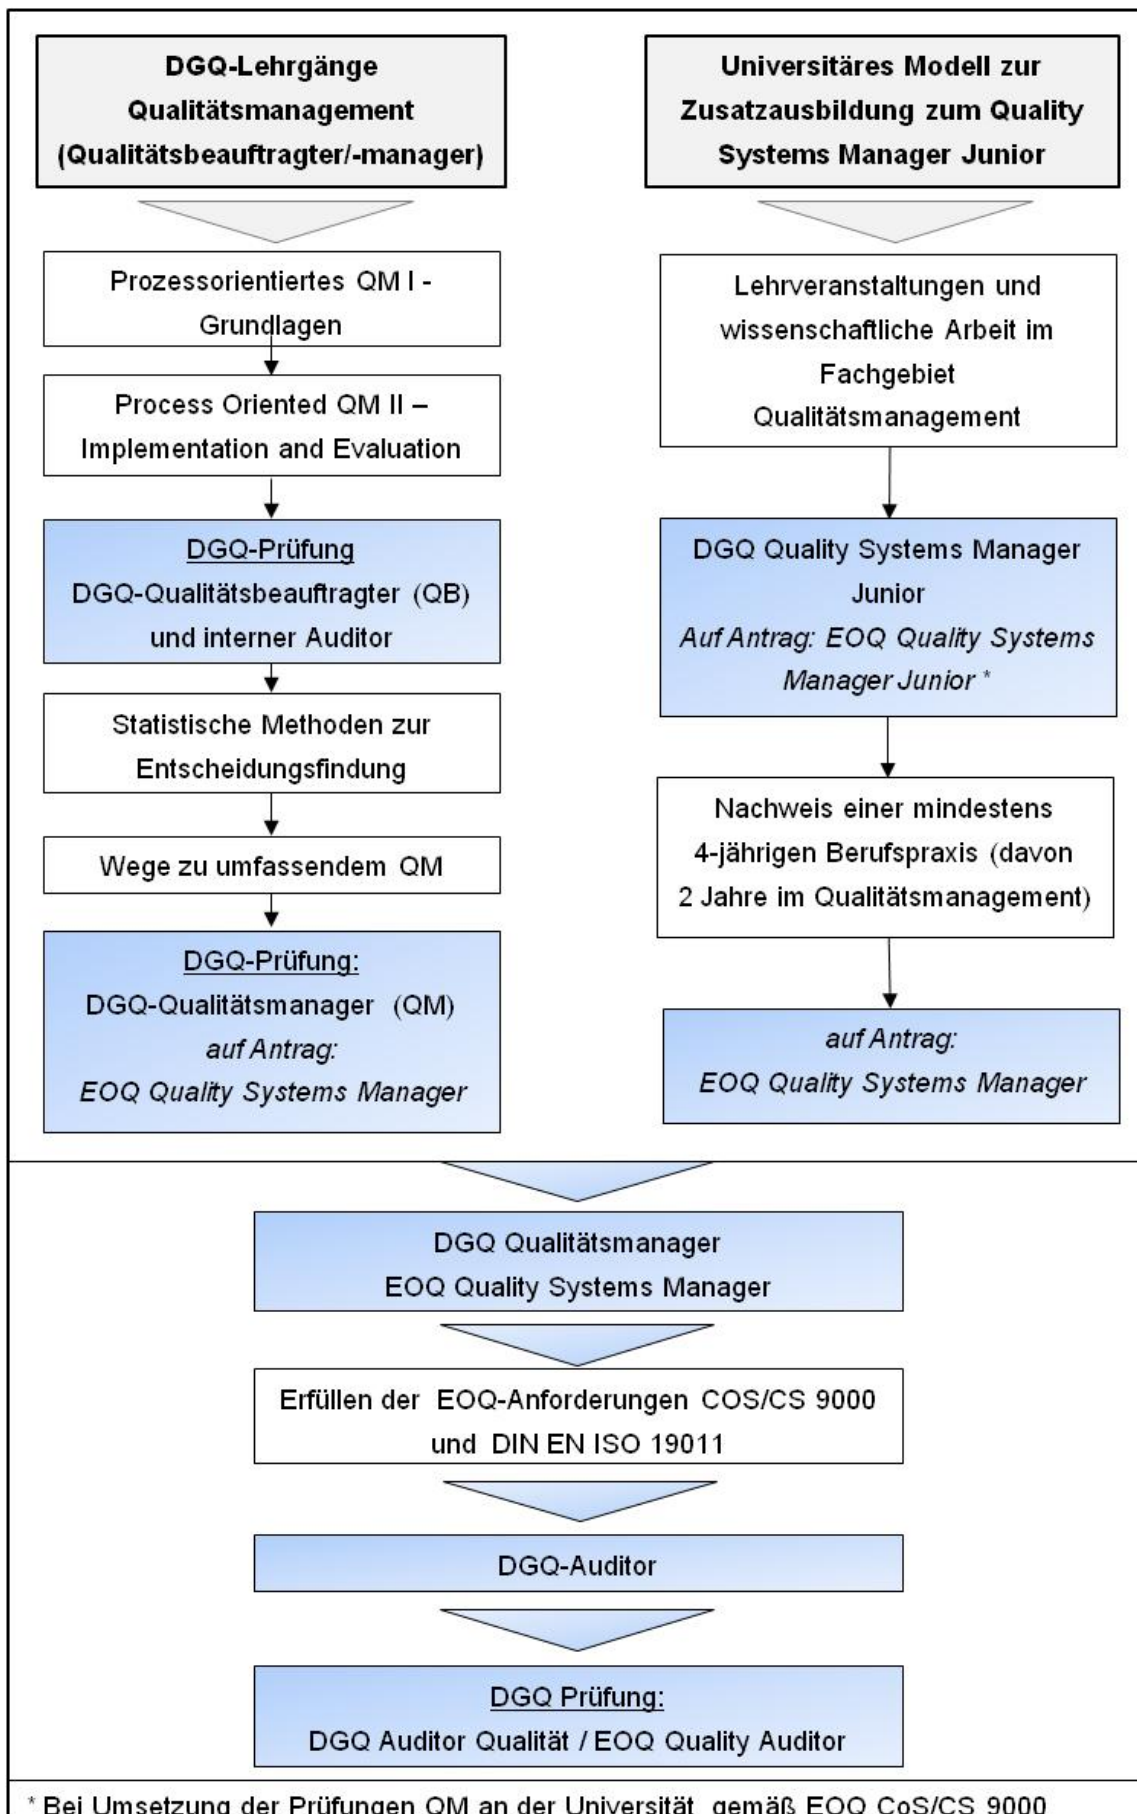 DGQ-Lehrgänge
Qualitätsmanagement
(Qualitätsbeauftragter/-manager)
Prozessorientiertes QM I -
Grundlagen
Process Oriented QM II –
Implementation and Evaluation
DGQ-Prüfung
DGQ-Qualitätsbeauftragter (QB)
und interner Auditor
Statistische Methoden zur
Entscheidungsfindung
Wege zu umfassendem QM
DGQ-Prüfung:
DGQ-Qualitätsmanager (QM)
auf Antrag:
EOQ Quality Systems Manager
Universitäres Modell zur
Zusatzausbildung zum Quality
Systems Manager Junior
Lehrveranstaltungen und
wissenschaftliche Arbeit im
Fachgebiet
Qualitätsmanagement
DGQ Quality Systems Manager
Junior
Auf Antrag: EOQ Quality Systems
Manager Junior *
Nachweis einer mindestens
4-jährigen Berufspraxis (davon
2 Jahre im Qualitätsmanagement)
auf Antrag:
EOQ Quality Systems Manager
DGQ Qualitätsmanager
EOQ Quality Systems Manager
Erfüllen der EOQ-Anforderungen COS/CS 9000
und DIN EN ISO 19011
DGQ-Auditor
DGQ Prüfung:
DGQ Auditor Qualität / EOQ Quality Auditor
* Bei Umsetzung der Prüfungen QM an der Universität gemäß EOQ CoS/CS 9000